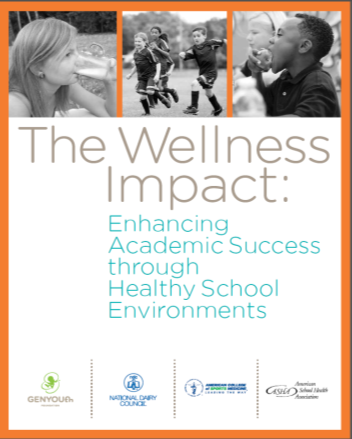 The Wellness
Impact:
Enhancing
Academic Success
through
Healthy School
Environments
GENYOUth
NATIONAL DAIRY
COUNCIL
AMERICAN COLLEGE
OF SPORTS MEDICINE
LEADING THE WAY
ASHA
American
School Health
Association